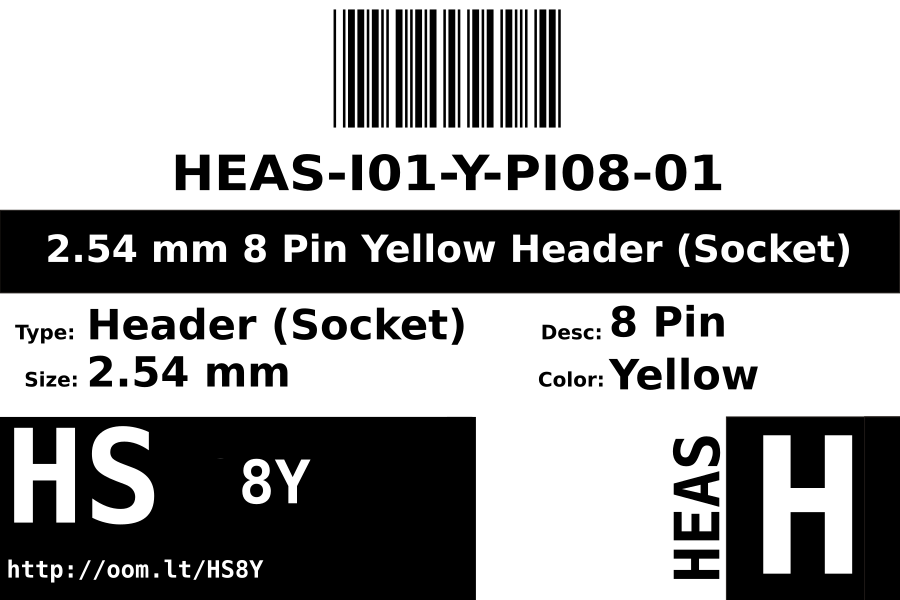 HEAS-I01-Y-PI08-01
2.54 mm 8 Pin Yellow Header (Socket)
Type: Header (Socket)
Desc: 8 Pin
Size: 2.54 mm
Color: Yellow
HS 8Y
http://oom.lt/HS8Y
HEAS
H